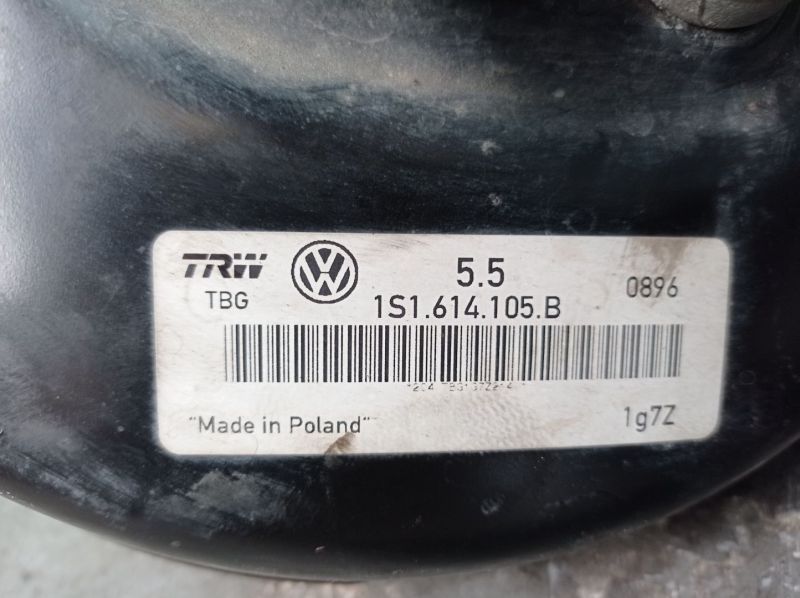 TRW 5.5
TBG 1S1.614.105.B 0896
"Made in Poland" 1g7Z